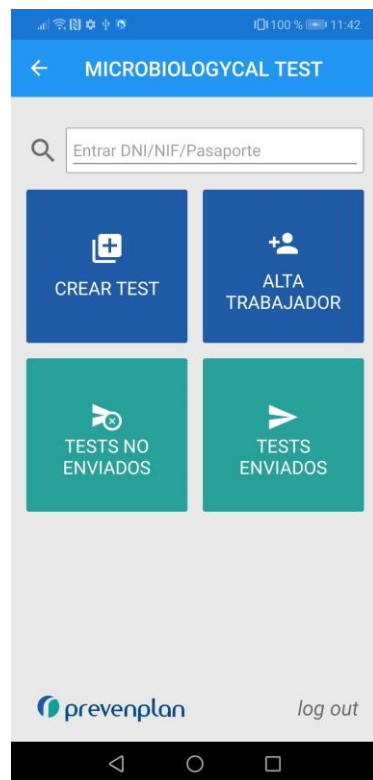 100 % 11:42
MICROBIOLOGYCAL TEST
Entrar DNI/NIF/Pasaporte
CREAR TEST
ALTA
TRABAJADOR
TESTS NO
ENVIADOS
TESTS
ENVIADOS
prevenplan
log out